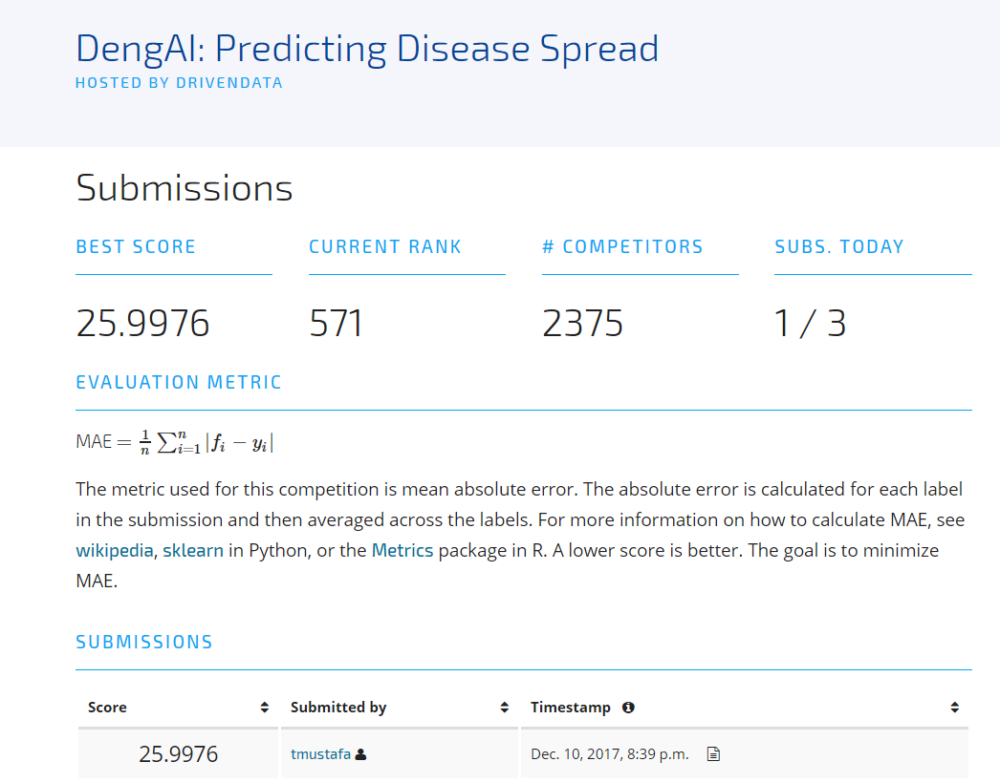 DengAI: Predicting Disease Spread
HOSTED BY DRIVENDATA
Submissions
BEST SCORE CURRENT RANK # COMPETITORS SUBS. TODAY
25.9976 571 2375 1 / 3
EVALUATION METRIC
MAE = \frac{1}{n} \sum_{i=1}^{n} |f_i - y_i|
The metric used for this competition is mean absolute error. The absolute error is calculated for each label
in the submission and then averaged across the labels. For more information on how to calculate MAE, see
wikipedia, sklearn in Python, or the Metrics package in R. A lower score is better. The goal is to minimize
MAE.
SUBMISSIONS
Score Submitted by Timestamp
25.9976 tmustafa Dec. 10, 2017, 8:39 p.m.